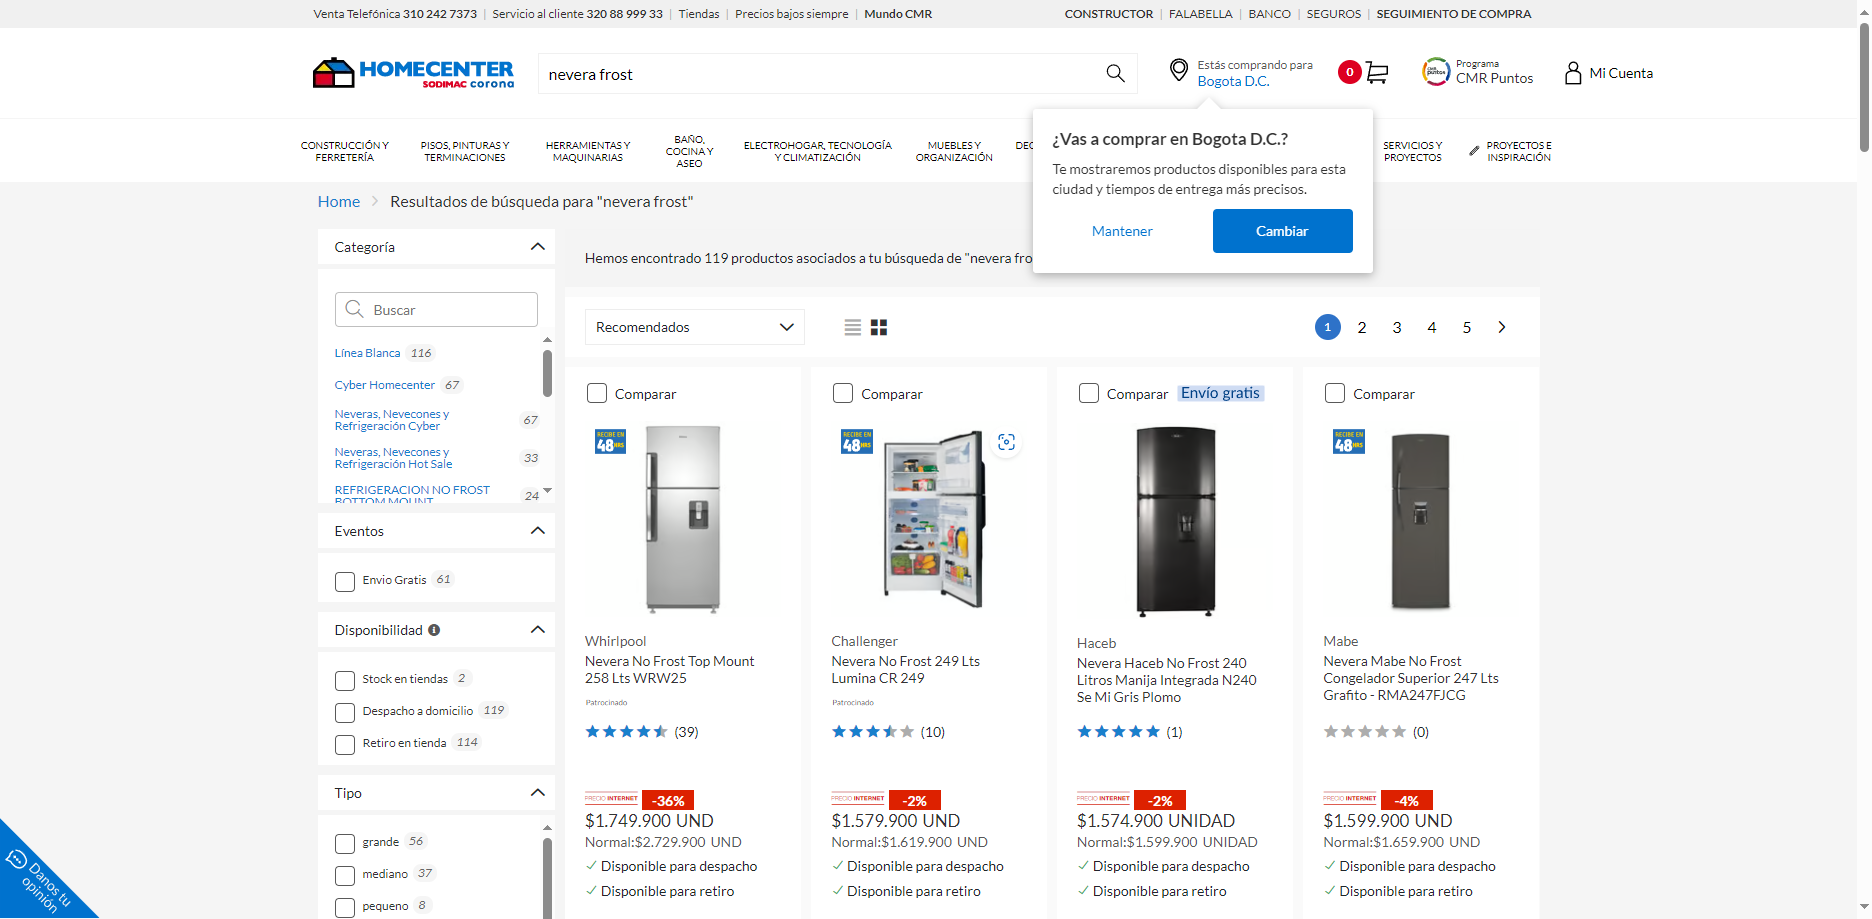 Venta Telefónica 310 242 7373 | Servicio al cliente 320 88 999 33 | Tiendas | Precios bajos siempre | Mundo CMR
CONSTRUCTOR | FALABELLA | BANCO | SEGUROS | SEGUIMIENTO DE COMPRA
HOMECENTER
SODIMAC corona
nevera frost
Estás comprando para
Bogota D.C.
0
CMR puntos
Programa
CMR Puntos
Mi Cuenta
CONSTRUCCIÓN Y
FERRETERÍA
PISOS, PINTURAS Y
TERMINACIONES
HERRAMIENTAS Y
MAQUINARIAS
BAÑO,
COCINA Y
ASEO
ELECTROHOGAR, TECNOLOGÍA
Y CLIMATIZACIÓN
MUEBLES Y
ORGANIZACIÓN
DEC
SERVICIOS Y
PROYECTOS
PROYECTOS E
INSPIRACIÓN
¿Vas a comprar en Bogota D.C.?
Te mostraremos productos disponibles para esta
ciudad y tiempos de entrega más precisos.
Mantener
Cambiar
Home > Resultados de búsqueda para "nevera frost"
Categoría
Buscar
Línea Blanca 116
Cyber Homecenter 67
Neveras, Nevecones y
Refrigeración Cyber 67
Neveras, Nevecones y
Refrigeración Hot Sale 33
REFRIGERACION NO FROST
BOTTOM MOUNT 24
Eventos
Envio Gratis 61
Disponibilidad
Stock en tiendas 2
Despacho a domicilio 119
Retiro en tienda 114
Tipo
grande 56
mediano 37
pequeno 8
Danos tu
opinión
Hemos encontrado 119 productos asociados a tu búsqueda de "nevera fro
Recomendados
1 2 3 4 5
Comparar
RECIBE EN
48HRS
Whirlpool
Nevera No Frost Top Mount
258 Lts WRW25
Patrocinado
(39)
PRECIO INTERNET -36%
$1.749.900 UND
Normal:$2.729.900 UND
Disponible para despacho
Disponible para retiro
Comparar
RECIBE EN
48HRS
Challenger
Nevera No Frost 249 Lts
Lumina CR 249
Patrocinado
(10)
PRECIO INTERNET -2%
$1.579.900 UND
Normal:$1.619.900 UND
Disponible para despacho
Disponible para retiro
Comparar Envío gratis
Haceb
Nevera Haceb No Frost 240
Litros Manija Integrada N240
Se Mi Gris Plomo
(1)
PRECIO INTERNET -2%
$1.574.900 UNIDAD
Normal:$1.599.900 UNIDAD
Disponible para despacho
Disponible para retiro
Comparar
RECIBE EN
48HRS
Mabe
Nevera Mabe No Frost
Congelador Superior 247 Lts
Grafito - RMA247FJCG
(0)
PRECIO INTERNET -4%
$1.599.900 UND
Normal:$1.659.900 UND
Disponible para despacho
Disponible para retiro